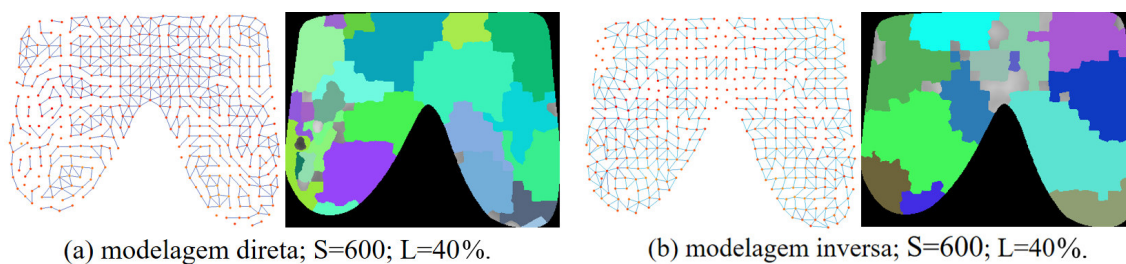 (a) modelagem direta; S=600; L=40%.
(b) modelagem inversa; S=600; L=40%.